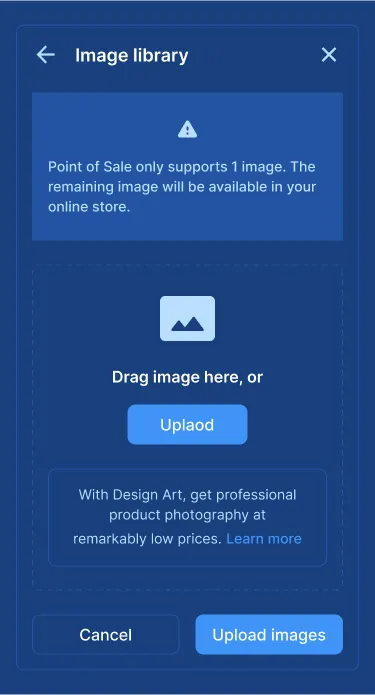 Image library
Point of Sale only supports 1 image. The
remaining image will be available in your
online store.
Drag image here, or
Uplaod
With Design Art, get professional
product photography at
remarkably low prices. Learn more
Cancel
Upload images